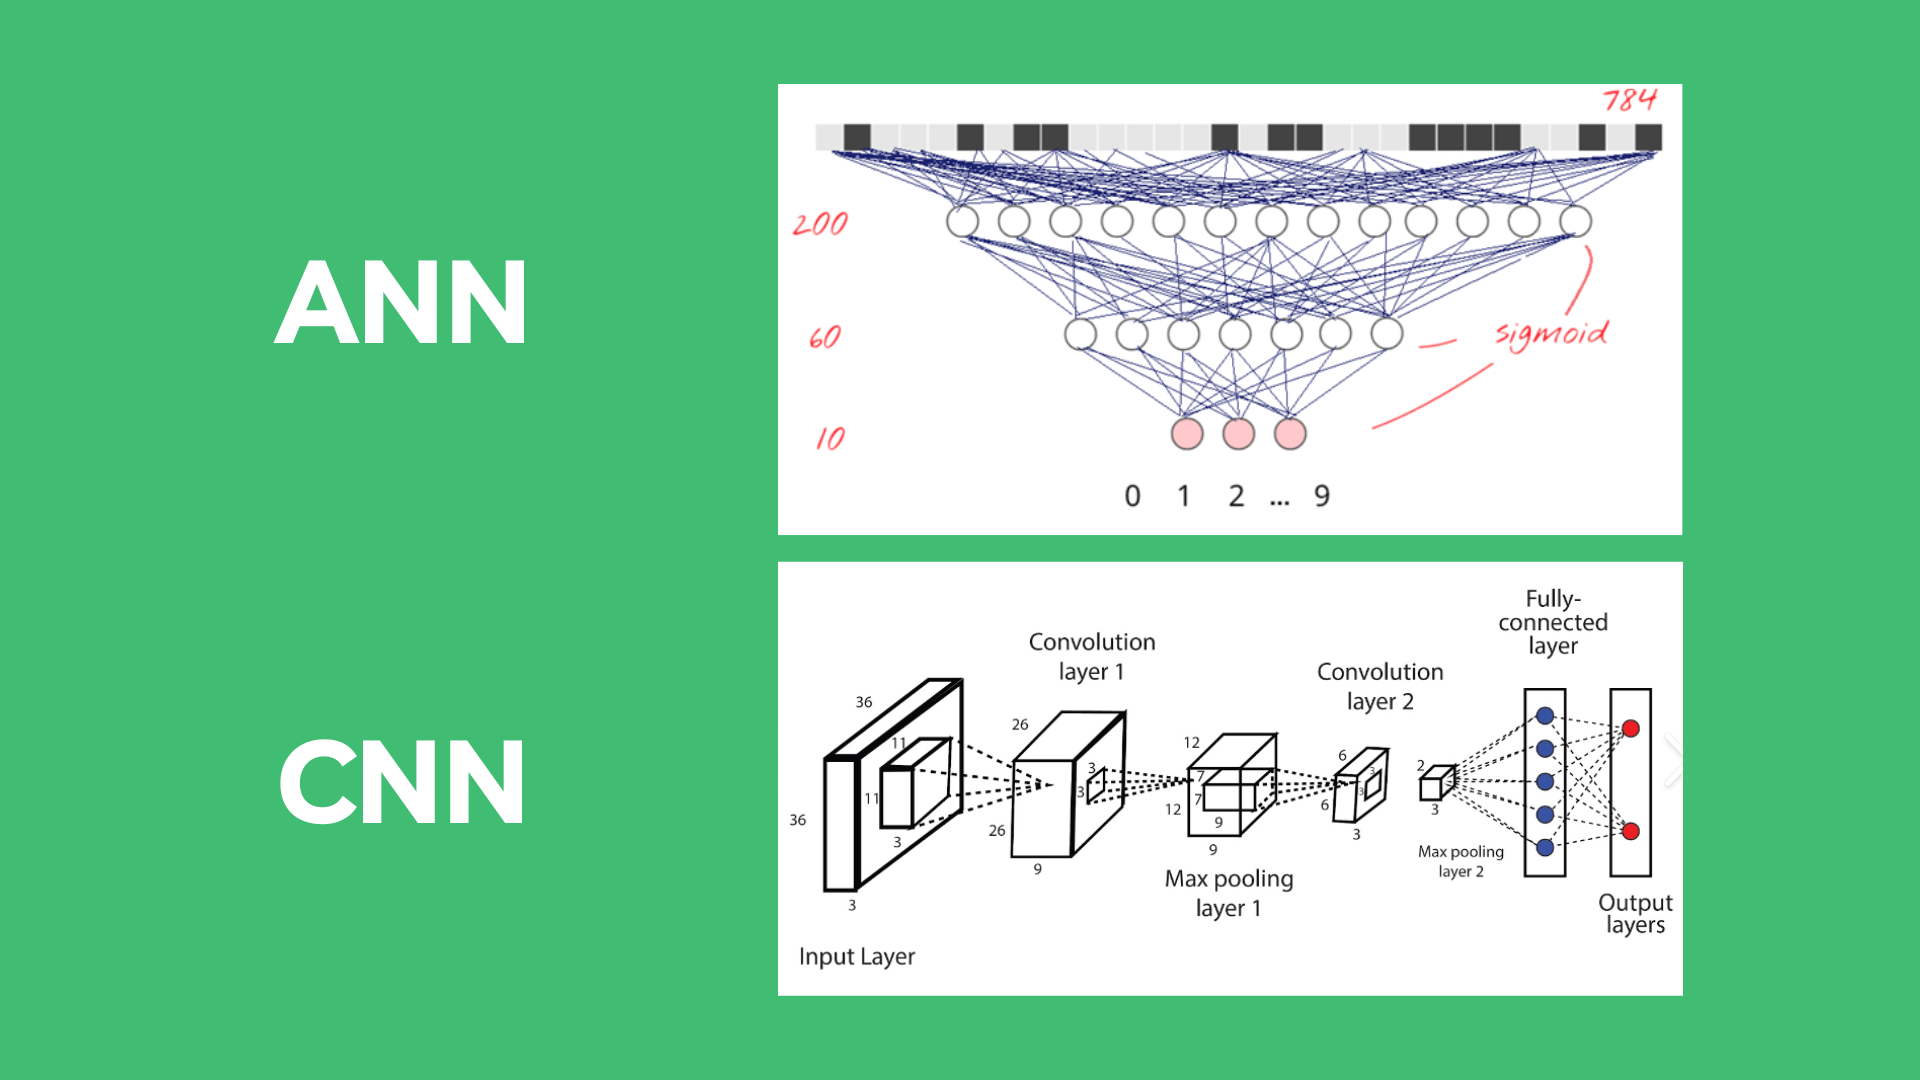 ANN
784
200
60
sigmoid
10
0 1 2 ... 9
CNN
Fully-
connected
layer
Convolution
layer 1
Convolution
layer 2
36
11
11
36
3
3
26
3
3
26
9
12
7
7
12
9
9
6
3
3
6
3
2
3
Max pooling
layer 2
Max pooling
layer 1
Output
layers
Input Layer